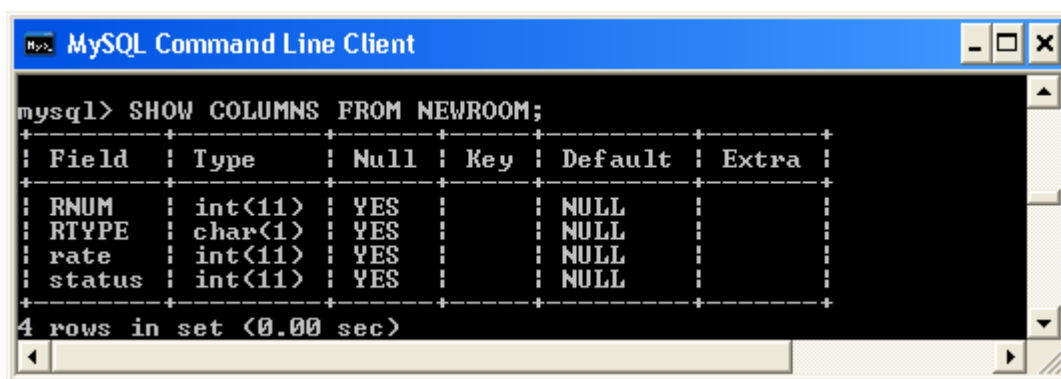 MySQL Command Line Client
mysql> SHOW COLUMNS FROM NEWROOM;
+---------+---------+------+-----+---------+-------+
| Field | Type | Null | Key | Default | Extra |
+---------+---------+------+-----+---------+-------+
| RNUM | int(11) | YES | | NULL | |
| RTYPE | char(1) | YES | | NULL | |
| rate | int(11) | YES | | NULL | |
| status | int(11) | YES | | NULL | |
+---------+---------+------+-----+---------+-------+
4 rows in set (0.00 sec)